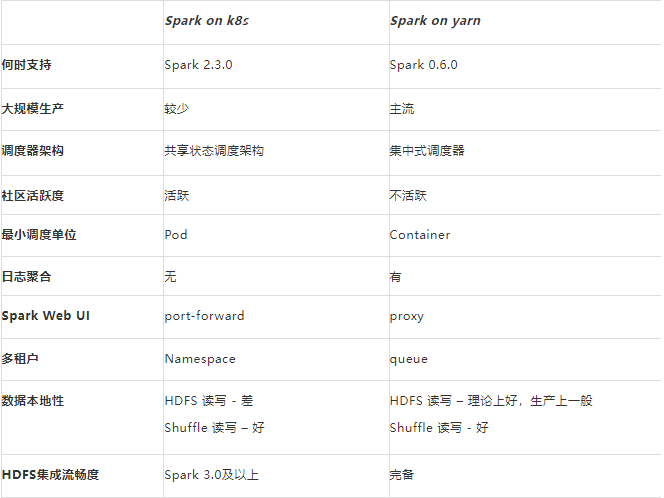 Spark on k8s Spark on yarn
何时支持 Spark 2.3.0 Spark 0.6.0
大规模生产 较少 主流
调度器架构 共享状态调度架构 集中式调度器
社区活跃度 活跃 不活跃
最小调度单位 Pod Container
日志聚合 无 有
Spark Web UI port-forward proxy
多租户 Namespace queue
数据本地性 HDFS 读写 - 差 HDFS 读写 – 理论上好，生产上一般
Shuffle 读写 – 好 Shuffle 读写 - 好
HDFS集成流畅度 Spark 3.0及以上 完备